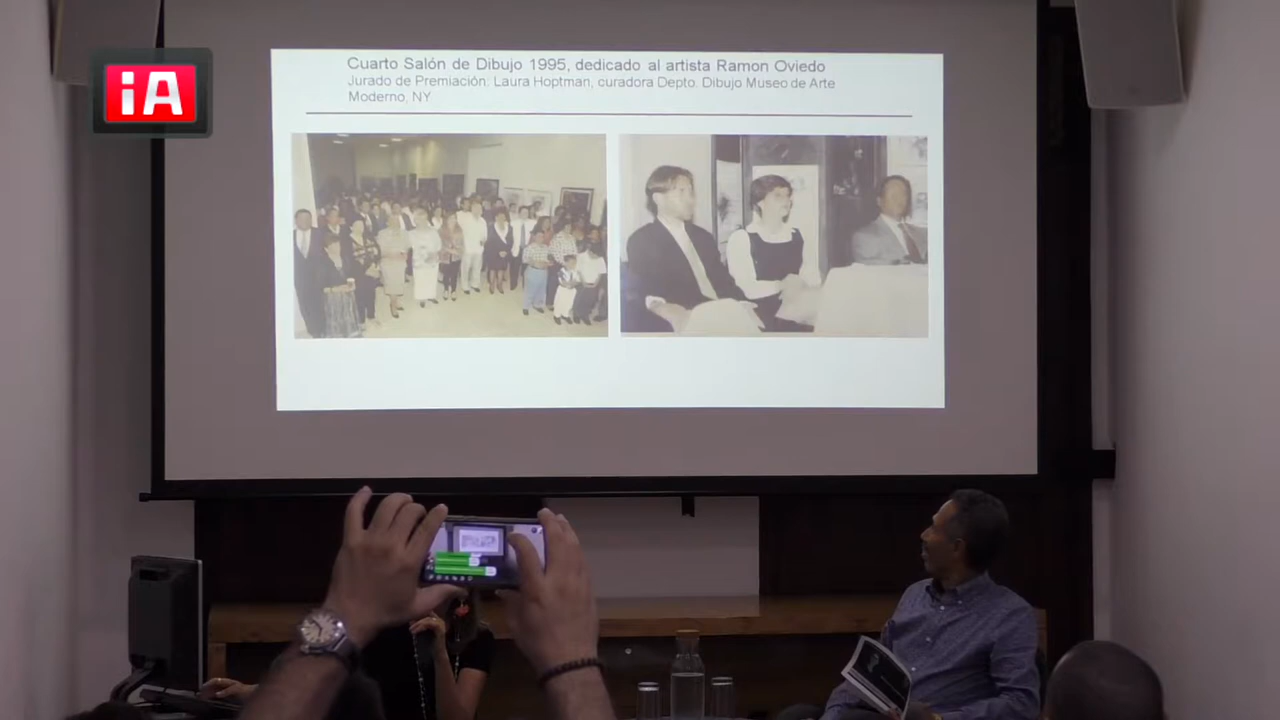 iA
Cuarto Salón de Dibujo 1995, dedicado al artista Ramon Oviedo
Jurado de Premiación: Laura Hoptman, curadora Depto. Dibujo Museo de Arte
Moderno, NY